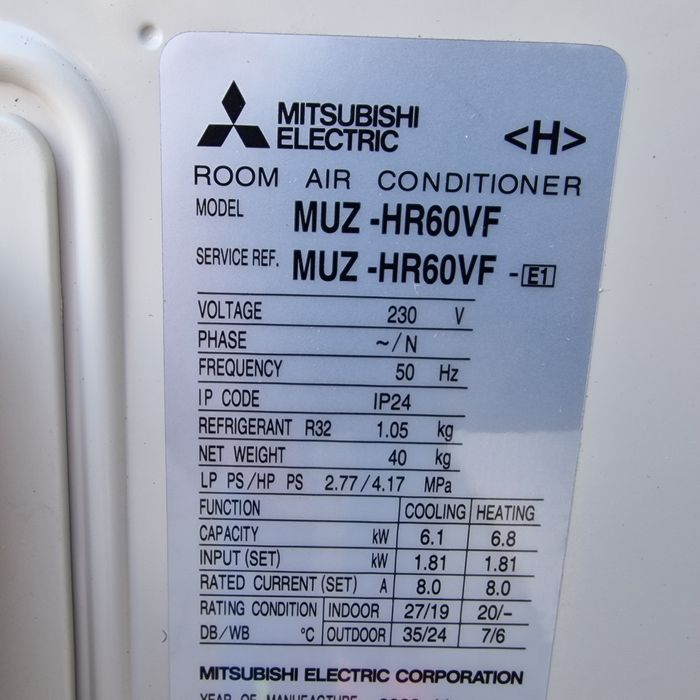 MITSUBISHI
ELECTRIC
<H>
ROOM AIR CONDITIONER
MODEL MUZ -HR60VF
SERVICE REF. MUZ -HR60VF -E1
VOLTAGE 230 V
PHASE ~/N
FREQUENCY 50 Hz
IP CODE IP24
REFRIGERANT R32 1.05 kg
NET WEIGHT 40 kg
LP PS/HP PS 2.77/4.17 MPa
FUNCTION COOLING HEATING
CAPACITY kW 6.1 6.8
INPUT (SET) kW 1.81 1.81
RATED CURRENT (SET) A 8.0 8.0
RATING CONDITION INDOOR 27/19 20/-
DB/WB °C OUTDOOR 35/24 7/6
MITSUBISHI ELECTRIC CORPORATION
YEAR OF MANUFACTURE